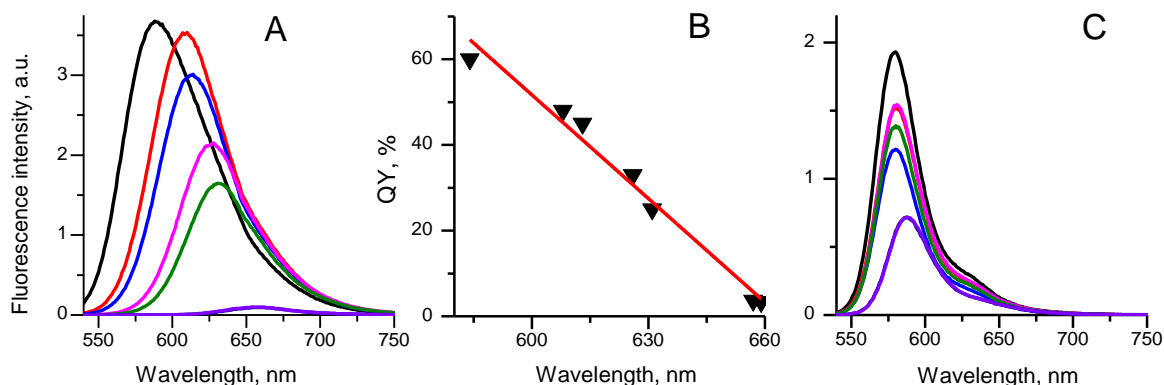 A
B
C
Fluorescence intensity, a.u.
3
2
1
0
550 600 650 700 750
Wavelength, nm
QY, %
60
40
20
0
600 630 660
Wavelength, nm
2
1
0
550 600 650 700 750
Wavelength, nm